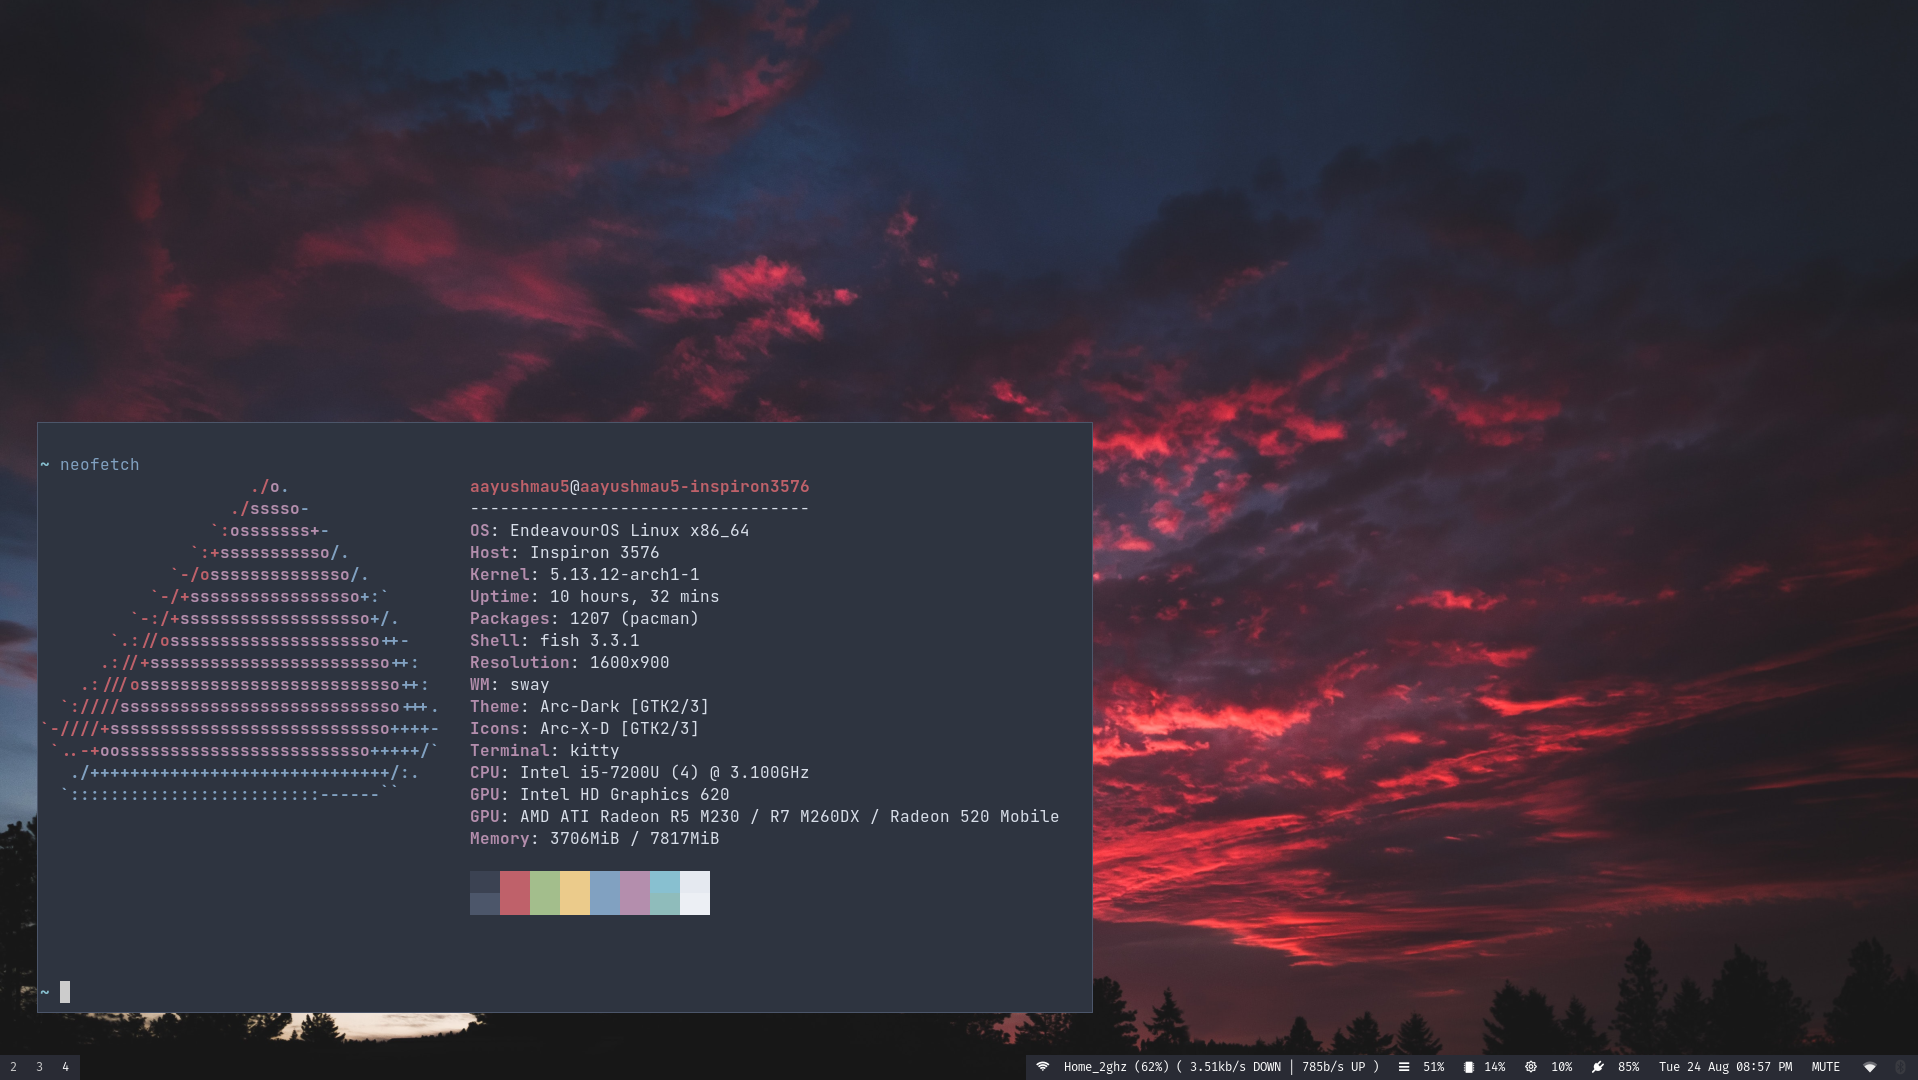 ~ neofetch
./o.
./sssso-
`:osssssss+-
`:+sssssssssso/.
`-/ossssssssssssso/.
`-/+sssssssssssssssso+:`
`-:/+sssssssssssssssssso+/.
`.://osssssssssssssssssssso++-
.://+ssssssssssssssssssssssso++:
.:///ossssssssssssssssssssssssso++:
`:////ssssssssssssssssssssssssssso+++.
`-////+ssssssssssssssssssssssssssso++++-
`..-+oosssssssssssssssssssssssso+++++/`
./++++++++++++++++++++++++++++++/:.
`:::::::::::::::::::::::::------``
aayushmau5@aayushmau5-inspiron3576
----------------------------------
OS: EndeavourOS Linux x86_64
Host: Inspiron 3576
Kernel: 5.13.12-arch1-1
Uptime: 10 hours, 32 mins
Packages: 1207 (pacman)
Shell: fish 3.3.1
Resolution: 1600x900
WM: sway
Theme: Arc-Dark [GTK2/3]
Icons: Arc-X-D [GTK2/3]
Terminal: kitty
CPU: Intel i5-7200U (4) @ 3.100GHz
GPU: Intel HD Graphics 620
GPU: AMD ATI Radeon R5 M230 / R7 M260DX / Radeon 520 Mobile
Memory: 3706MiB / 7817MiB
~
2 3 4
Home_2ghz (62%) ( 3.51kb/s DOWN | 785b/s UP ) 51% 14% 10% 85% Tue 24 Aug 08:57 PM MUTE